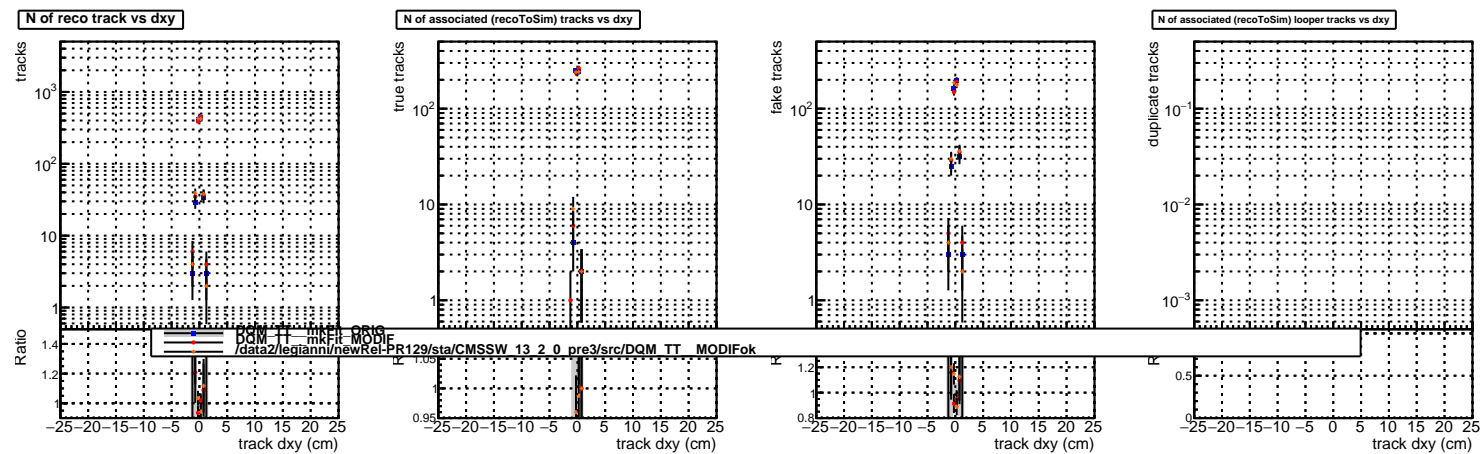 N of reco track vs dxy
N of associated (recoToSim) tracks vs dxy
N of associated (recoToSim) looper tracks vs dxy
tracks
10³
10²
10
1
true tracks
10²
10
1
fake tracks
10²
10
1
duplicate tracks
10⁻¹
10⁻²
10⁻³
DQM_TT__mkFit_ORIG
DQM_TT__mkFit_MODIF
/data2/legianni/newRel-PR129/sta/CMSSW_13_2_0_pre3/src/DQM_TT__MODIFok
Ratio
1.4
1.2
1
1.05
1
0.95
1.2
1
0.8
0.5
0
−25 −20 −15 −10 −5 0 5 10 15 20 25
track dxy (cm)
−25 −20 −15 −10 −5 0 5 10 15 20 25
track dxy (cm)
−25 −20 −15 −10 −5 0 5 10 15 20 25
track dxy (cm)
−25 −20 −15 −10 −5 0 5 10 15 20 25
track dxy (cm)